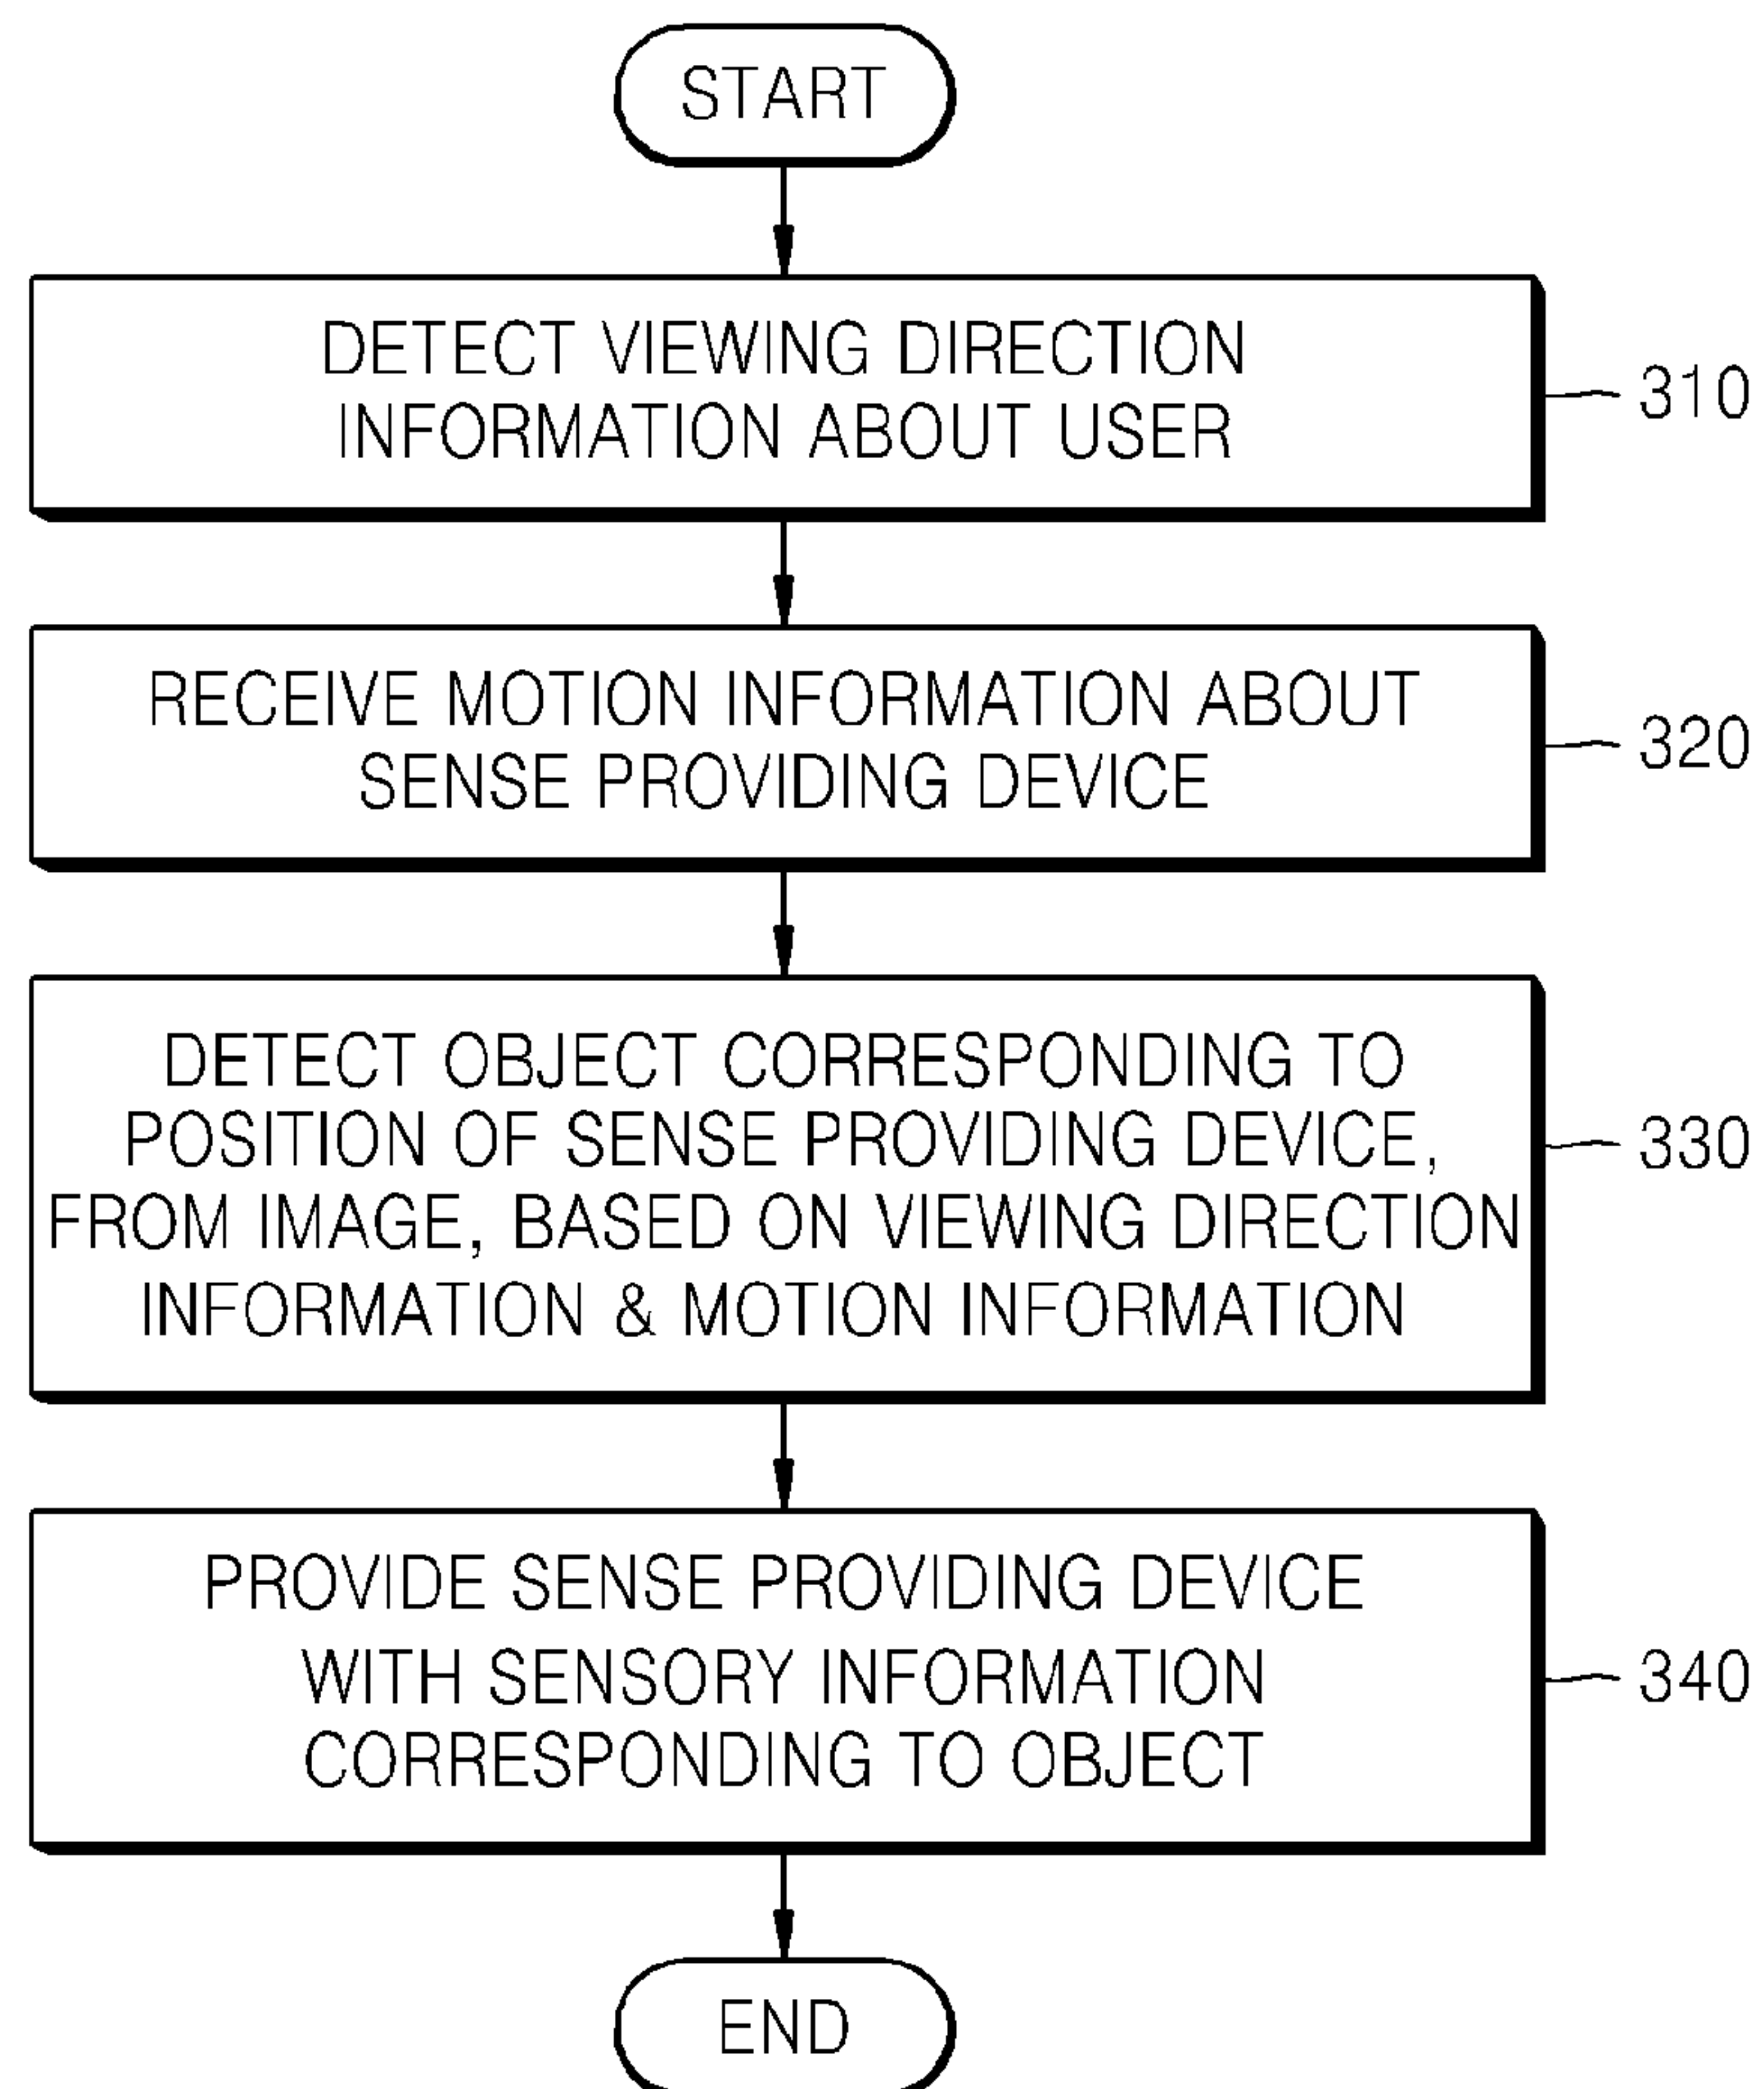 START
DETECT VIEWING DIRECTION
INFORMATION ABOUT USER
310
RECEIVE MOTION INFORMATION ABOUT
SENSE PROVIDING DEVICE
320
DETECT OBJECT CORRESPONDING TO
POSITION OF SENSE PROVIDING DEVICE,
FROM IMAGE, BASED ON VIEWING DIRECTION
INFORMATION & MOTION INFORMATION
330
PROVIDE SENSE PROVIDING DEVICE
WITH SENSORY INFORMATION
CORRESPONDING TO OBJECT
340
END